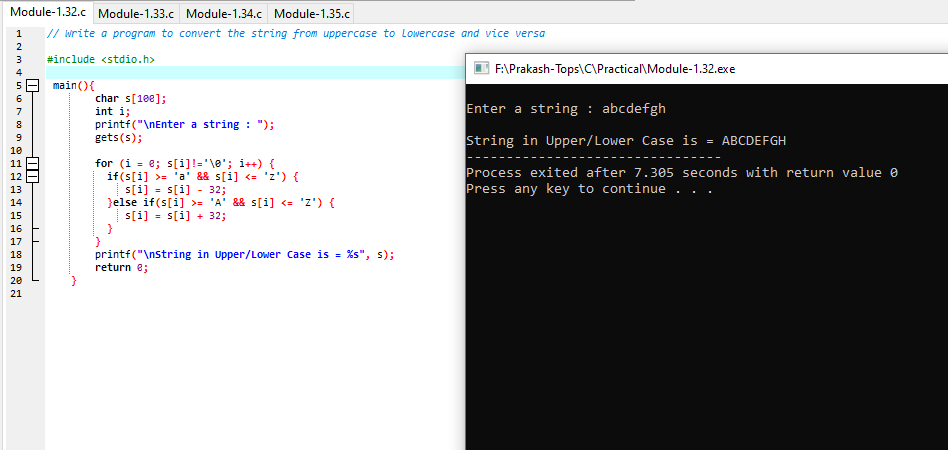 Module-1.32.c Module-1.33.c Module-1.34.c Module-1.35.c
1 // Write a program to convert the string from uppercase to Lowercase and vice versa
2
3 #include <stdio.h>
4
5 main(){
6 char s[100];
7 int i;
8 printf("\nEnter a string : ");
9 gets(s);
10
11 for (i = 0; s[i]!='\0'; i++) {
12 if(s[i] >= 'a' && s[i] <= 'z') {
13 s[i] = s[i] - 32;
14 }else if(s[i] >= 'A' && s[i] <= 'Z') {
15 s[i] = s[i] + 32;
16 }
17 }
18 printf("\nString in Upper/Lower Case is = %s", s);
19 return 0;
20 }
21
F:\Prakash-Tops\C\Practical\Module-1.32.exe
Enter a string : abcdefgh
String in Upper/Lower Case is = ABCDEFGH
--------------------------------
Process exited after 7.305 seconds with return value 0
Press any key to continue . . .